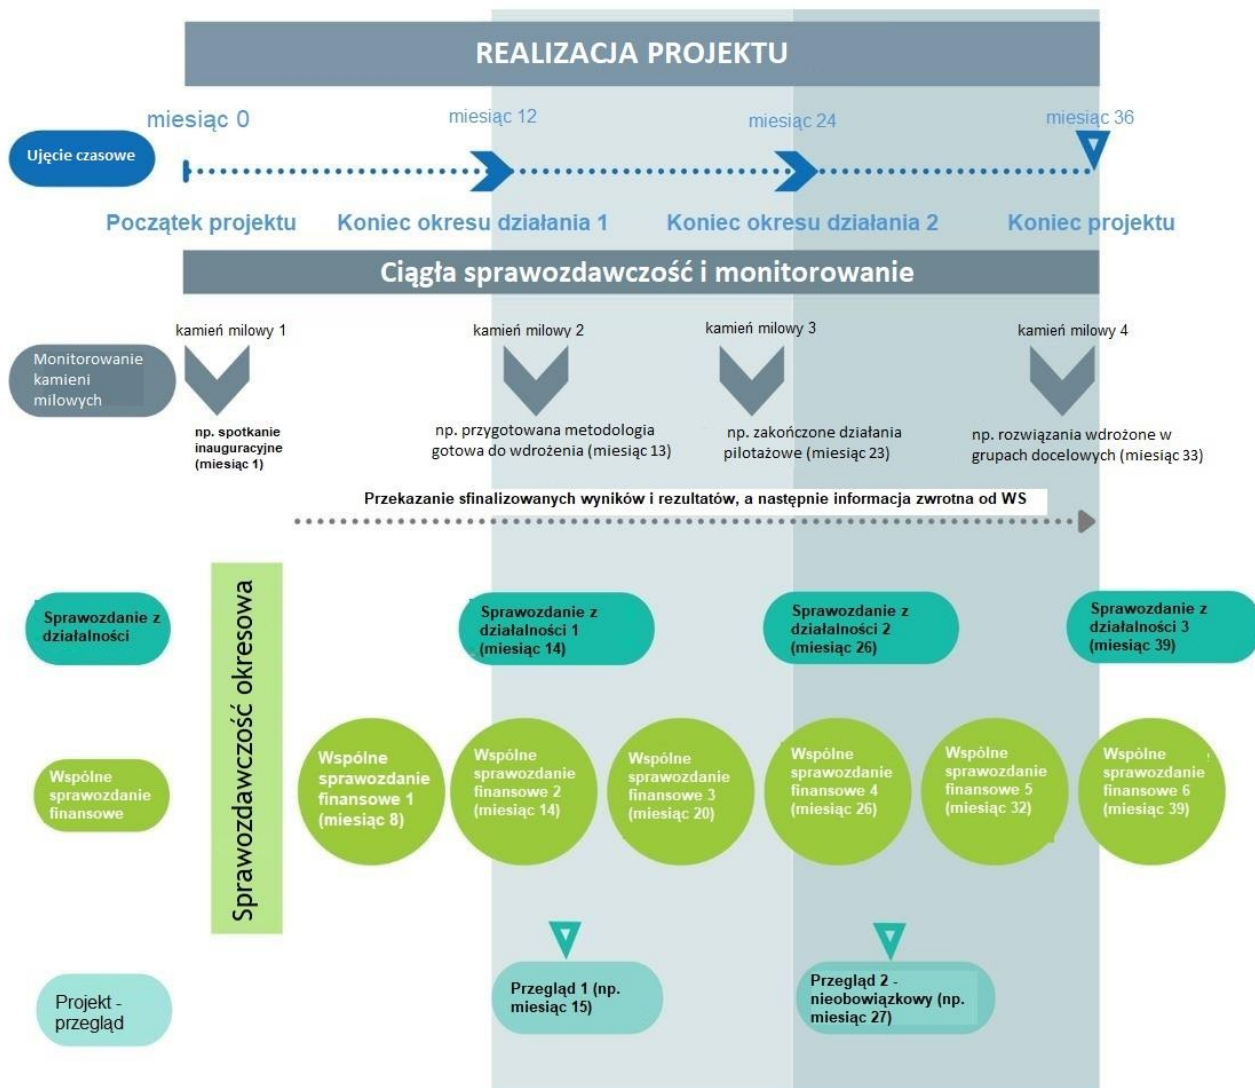 REALIZACJA PROJEKTU
miesiąc 0
miesiąc 12
miesiąc 24
miesiąc 36
Ujęcie czasowe
Początek projektu
Koniec okresu działania 1
Koniec okresu działania 2
Koniec projektu
Ciągła sprawozdawczość i monitorowanie
kamień milowy 1
kamień milowy 2
kamień milowy 3
kamień milowy 4
Monitorowanie
kamieni
milowych
np. spotkanie
inauguracyjne
(miesiąc 1)
np. przygotowana metodologia
gotowa do wdrożenia (miesiąc 13)
np. zakończone działania
pilotażowe (miesiąc 23)
np. rozwiązania wdrożone w
grupach docelowych (miesiąc 33)
Przekazanie sfinalizowanych wyników i rezultatów, a następnie informacja zwrotna od WS
Sprawozdawczość okresowa
Sprawozdanie z
działalności
Sprawozdanie z
działalności 1
(miesiąc 14)
Sprawozdanie z
działalności 2
(miesiąc 26)
Sprawozdanie z
działalności 3
(miesiąc 39)
Wspólne
sprawozdanie
finansowe
Wspólne
sprawozdanie
finansowe 1
(miesiąc 8)
Wspólne
sprawozdanie
finansowe 2
(miesiąc 14)
Wspólne
sprawozdanie
finansowe 3
(miesiąc 20)
Wspólne
sprawozdanie
finansowe 4
(miesiąc 26)
Wspólne
sprawozdanie
finansowe 5
(miesiąc 32)
Wspólne
sprawozdanie
finansowe 6
(miesiąc 39)
Projekt -
przegląd
Przegląd 1 (np.
miesiąc 15)
Przegląd 2 -
nieobowiązkowy (np.
miesiąc 27)